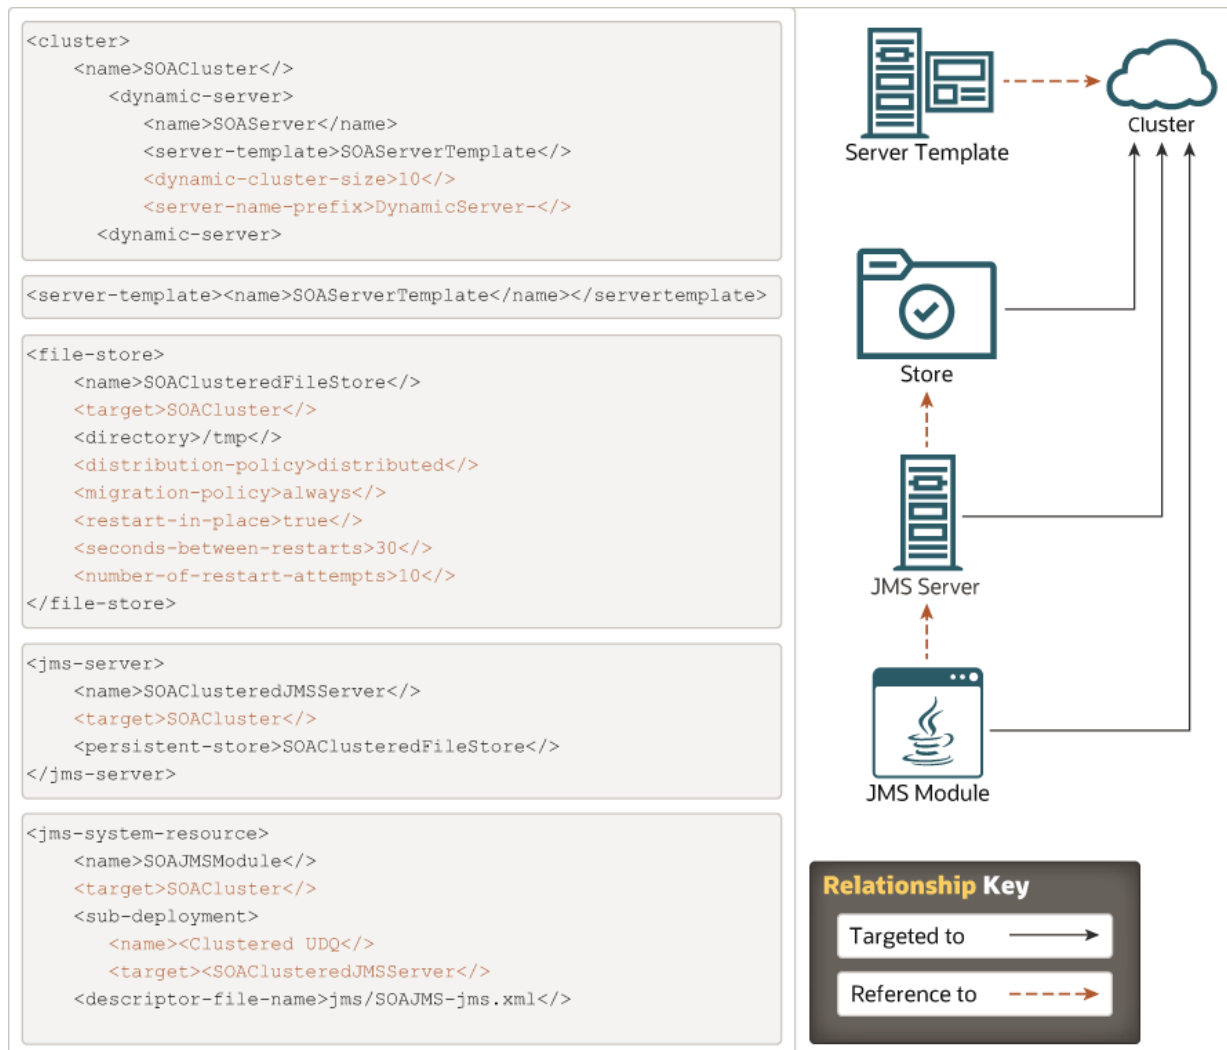 <cluster>
<name>SOACluster</>
<dynamic-server>
<name>SOAServer</name>
<server-template>SOAServerTemplate</>
<dynamic-cluster-size>10</>
<server-name-prefix>DynamicServer-</>
<dynamic-server>
<server-template><name>SOAServerTemplate</name></servertemplate>
<file-store>
<name>SOAClusteredFileStore</>
<target>SOACluster</>
<directory>/tmp</>
<distribution-policy>distributed</>
<migration-policy>always</>
<restart-in-place>true</>
<seconds-between-restarts>30</>
<number-of-restart-attempts>10</>
</file-store>
<jms-server>
<name>SOAClusteredJMSServer</>
<target>SOACluster</>
<persistent-store>SOAClusteredFileStore</>
</jms-server>
<jms-system-resource>
<name>SOAJMSModule</>
<target>SOACluster</>
<sub-deployment>
<name><Clustered UDQ</>
<target><SOAClusteredJMSServer</>
<descriptor-file-name>jms/SOAJMS-jms.xml</>
Server Template
Cluster
Store
JMS Server
JMS Module
Relationship Key
Targeted to
Reference to